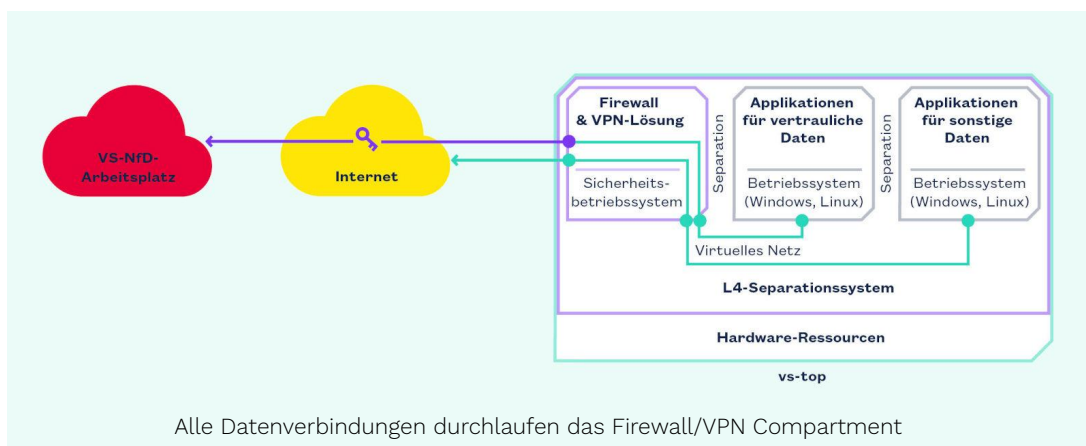 VS-NfD-
Arbeitsplatz
Internet
Firewall
& VPN-Lösung
Sicherheits-
betriebssystem
Separation
Applikationen
für vertrauliche
Daten
Betriebssystem
(Windows, Linux)
Separation
Applikationen
für sonstige
Daten
Betriebssystem
(Windows, Linux)
Virtuelles Netz
L4-Separationssystem
Hardware-Ressourcen
vs-top
Alle Datenverbindungen durchlaufen das Firewall/VPN Compartment